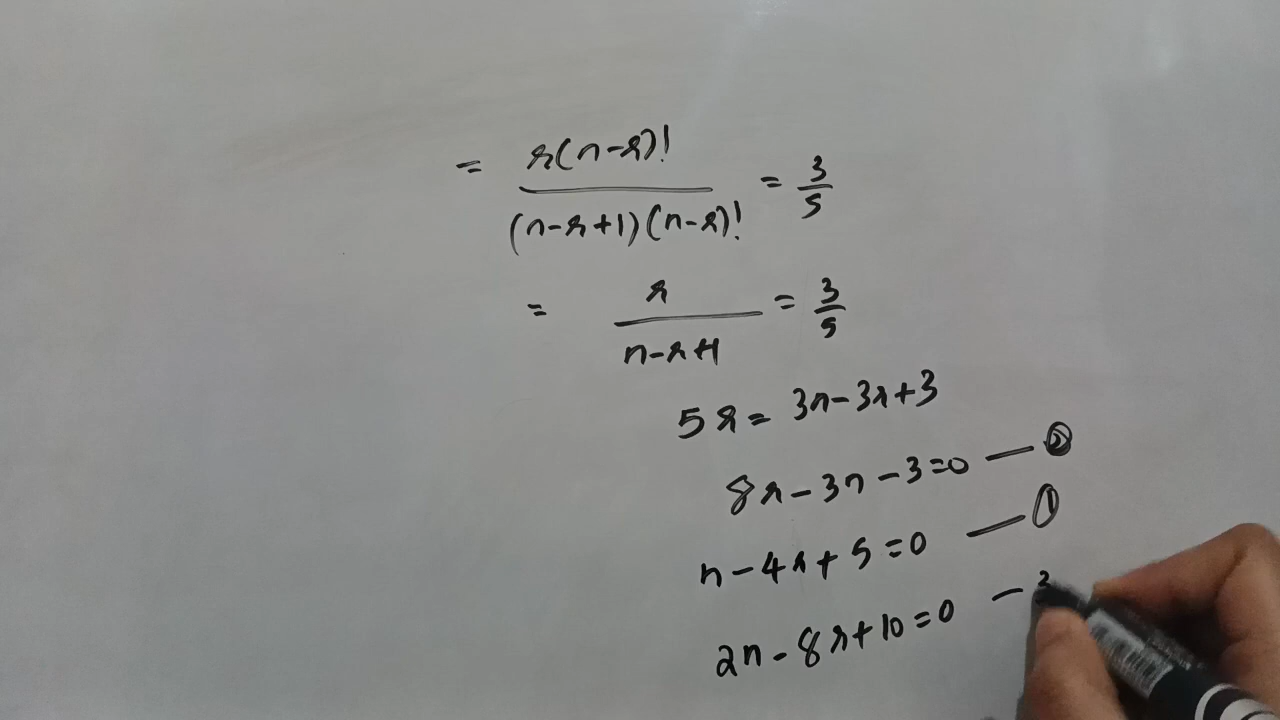 = r(n-r)! / (n-r+1)(n-r)! = 3/5
= r / n-r+1 = 3/5
5r = 3n-3r+3
8r-3n-3=0 — ②
n-4r+5=0 — ①
2n-8r+10=0 — 3